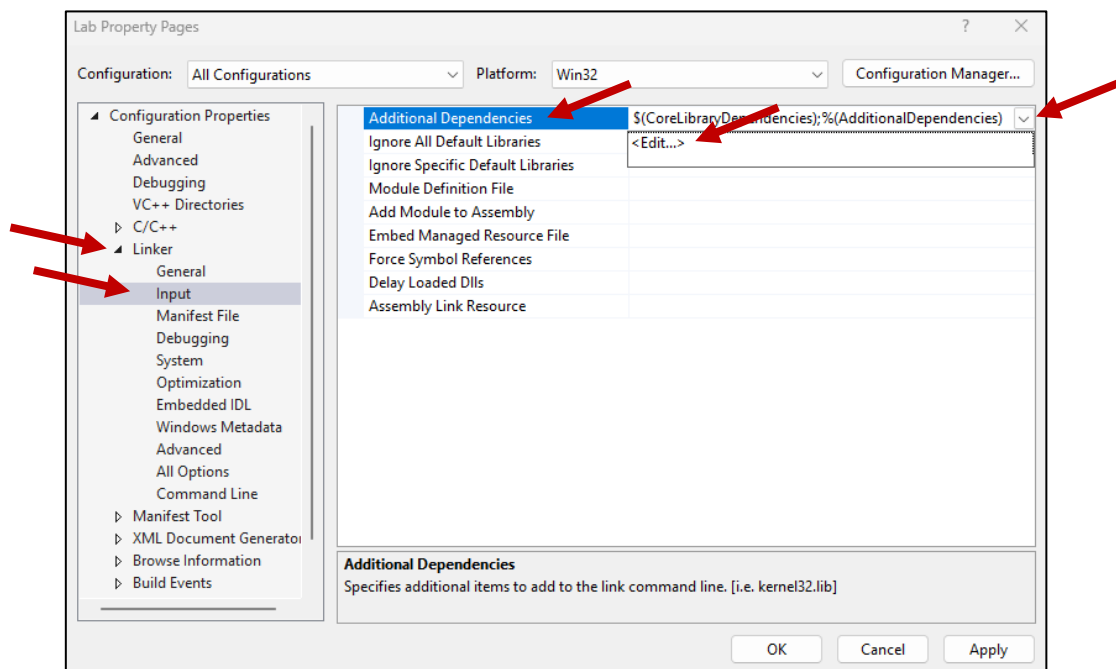 Lab Property Pages
Configuration: All Configurations Platform: Win32 Configuration Manager...
Configuration Properties
General
Advanced
Debugging
VC++ Directories
C/C++
Linker
General
Input
Manifest File
Debugging
System
Optimization
Embedded IDL
Windows Metadata
Advanced
All Options
Command Line
Manifest Tool
XML Document Generator
Browse Information
Build Events
Additional Dependencies $(CoreLibraryDependencies);%(AdditionalDependencies)
Ignore All Default Libraries <Edit...>
Ignore Specific Default Libraries
Module Definition File
Add Module to Assembly
Embed Managed Resource File
Force Symbol References
Delay Loaded Dlls
Assembly Link Resource
Additional Dependencies
Specifies additional items to add to the link command line. [i.e. kernel32.lib]
OK Cancel Apply